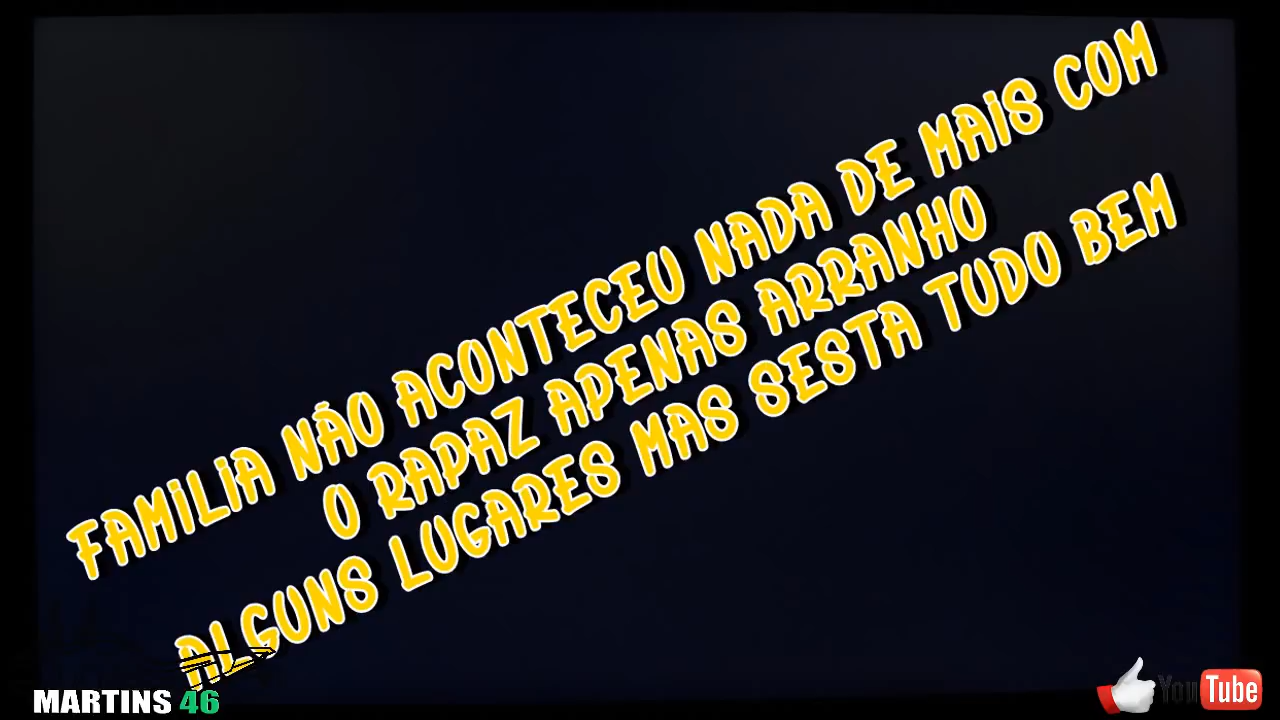 FAMiLiA NÃO ACONTECEU NADA DE MAiS COM
O RAPAZ APENAS ARRANHO
ALGUNS LUGARES MAS SESTA TUDO BEM
MARTINS 46
YouTube